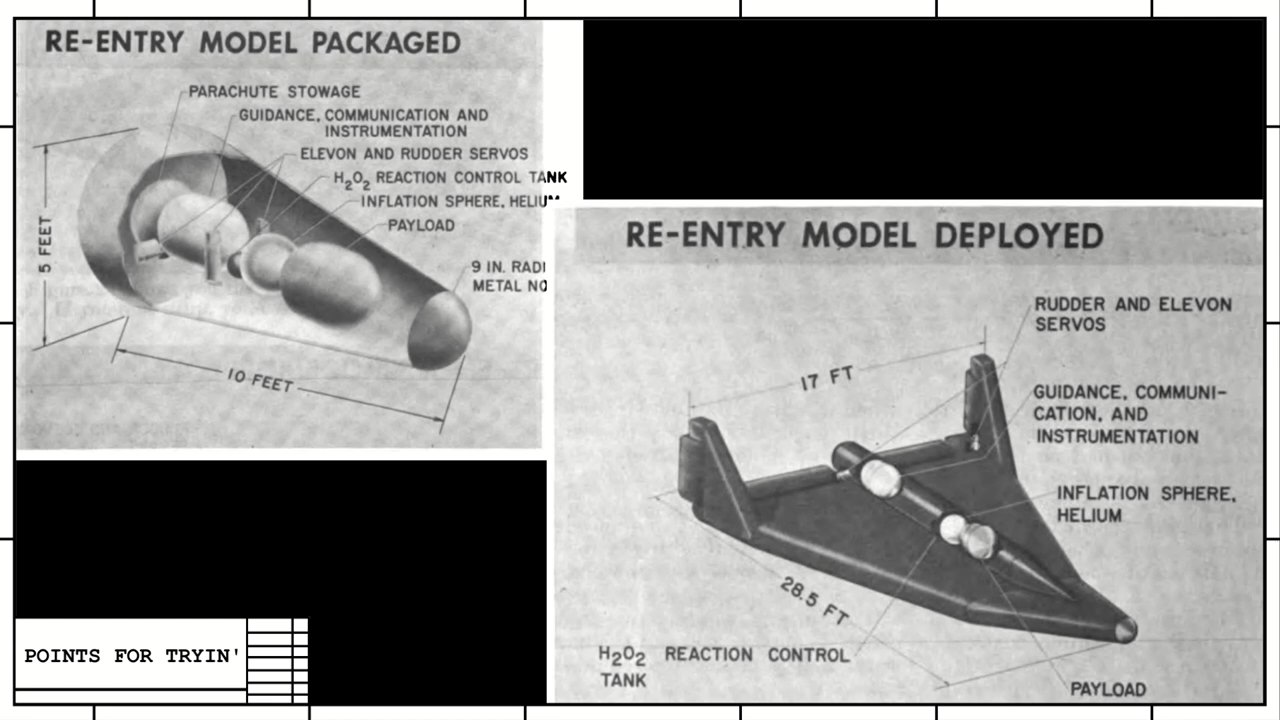 RE-ENTRY MODEL PACKAGED
PARACHUTE STOWAGE
GUIDANCE, COMMUNICATION AND
INSTRUMENTATION
ELEVON AND RUDDER SERVOS
H2O2 REACTION CONTROL TANK
INFLATION SPHERE, HELIUM
PAYLOAD
9 IN. RADI
METAL NO
5 FEET
10 FEET
RE-ENTRY MODEL DEPLOYED
RUDDER AND ELEVON
SERVOS
17 FT
GUIDANCE, COMMUNI-
CATION, AND
INSTRUMENTATION
INFLATION SPHERE,
HELIUM
28.5 FT
H2O2 REACTION CONTROL
TANK
PAYLOAD
POINTS FOR TRYIN'